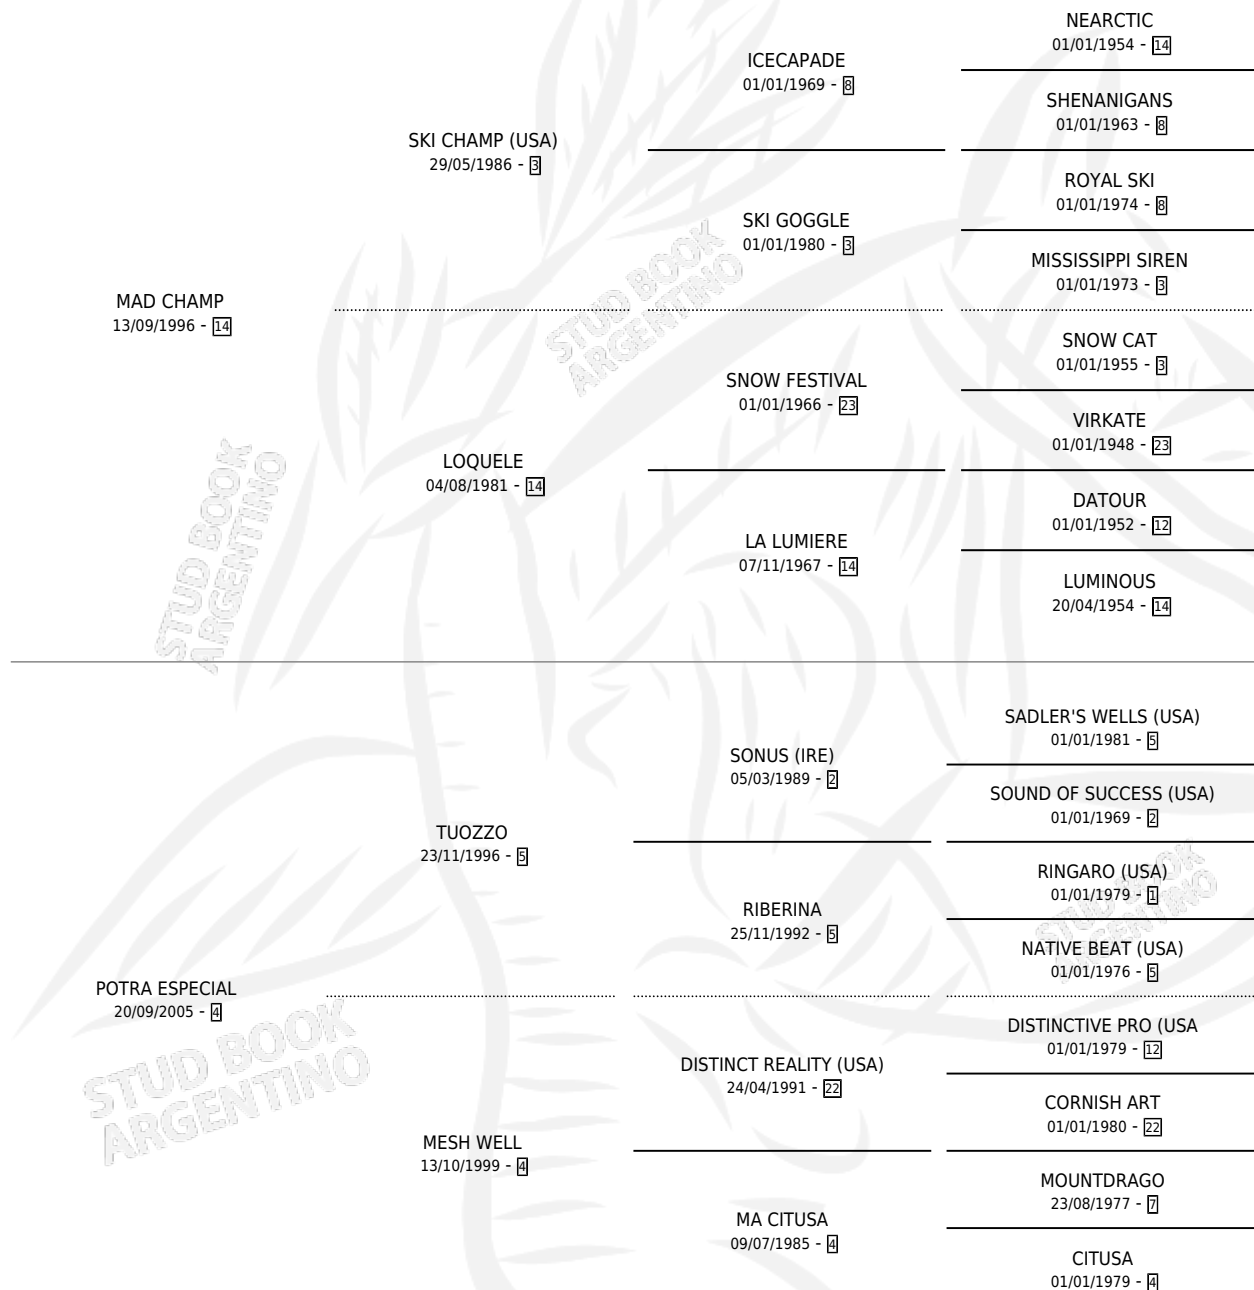 NEARCTIC
01/01/1954 - 14
ICECAPADE
01/01/1969 - 8
SHENANIGANS
01/01/1963 - 8
SKI CHAMP (USA)
29/05/1986 - 3
ROYAL SKI
01/01/1974 - 8
SKI GOGGLE
01/01/1980 - 3
MISSISSIPPI SIREN
01/01/1973 - 3
MAD CHAMP
13/09/1996 - 14
STUD BOOK
ARGENTINO
SNOW CAT
01/01/1955 - 3
SNOW FESTIVAL
01/01/1966 - 23
VIRKATE
01/01/1948 - 23
LOQUELE
04/08/1981 - 14
DATOUR
01/01/1952 - 12
LA LUMIERE
07/11/1967 - 14
LUMINOUS
20/04/1954 - 14
STUD BOOK
ARGENTINO
SADLER'S WELLS (USA)
01/01/1981 - 5
SONUS (IRE)
05/03/1989 - 2
SOUND OF SUCCESS (USA)
01/01/1969 - 2
TUOZZO
23/11/1996 - 5
RINGARO (USA)
01/01/1979 - 1
RIBERINA
25/11/1992 - 5
STUD BOOK
ARGENTINO
NATIVE BEAT (USA)
01/01/1976 - 5
POTRA ESPECIAL
20/09/2005 - 4
DISTINCTIVE PRO (USA
01/01/1979 - 12
DISTINCT REALITY (USA)
24/04/1991 - 22
STUD BOOK
ARGENTINO
CORNISH ART
01/01/1980 - 22
MESH WELL
13/10/1999 - 4
MOUNTDRAGO
23/08/1977 - 7
MA CITUSA
09/07/1985 - 4
CITUSA
01/01/1979 - 4